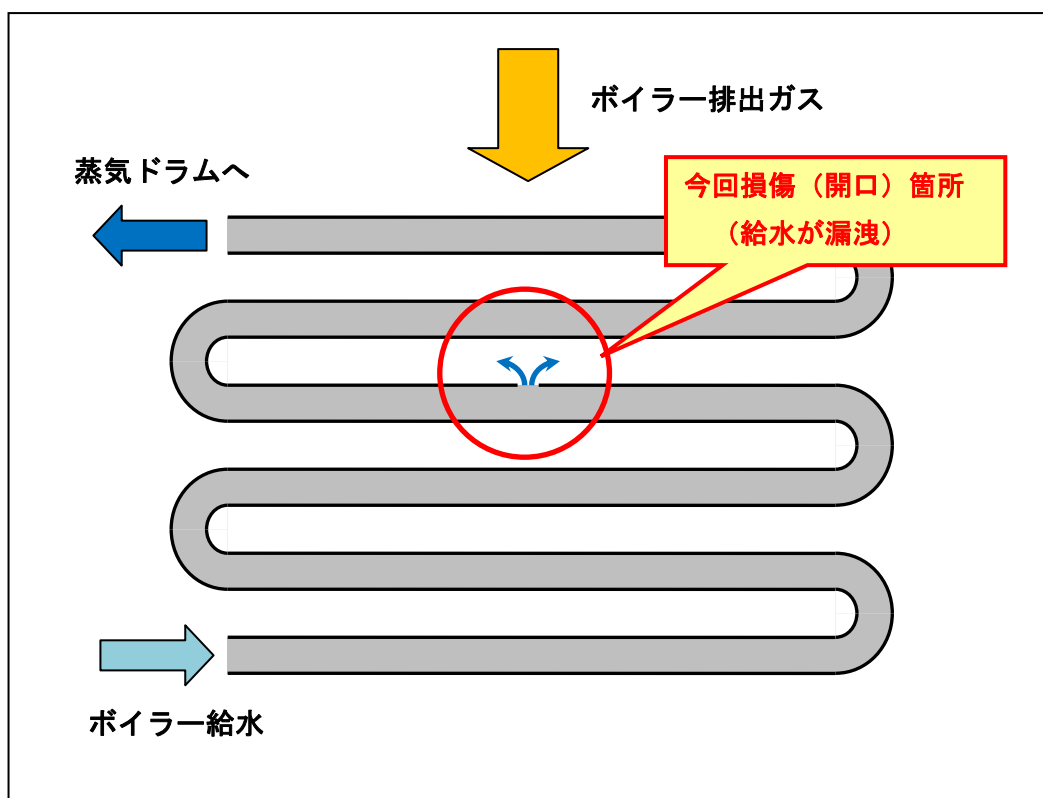 ボイラー排出ガス
蒸気ドラムへ
今回損傷（開口）箇所
（給水が漏洩）
ボイラー給水